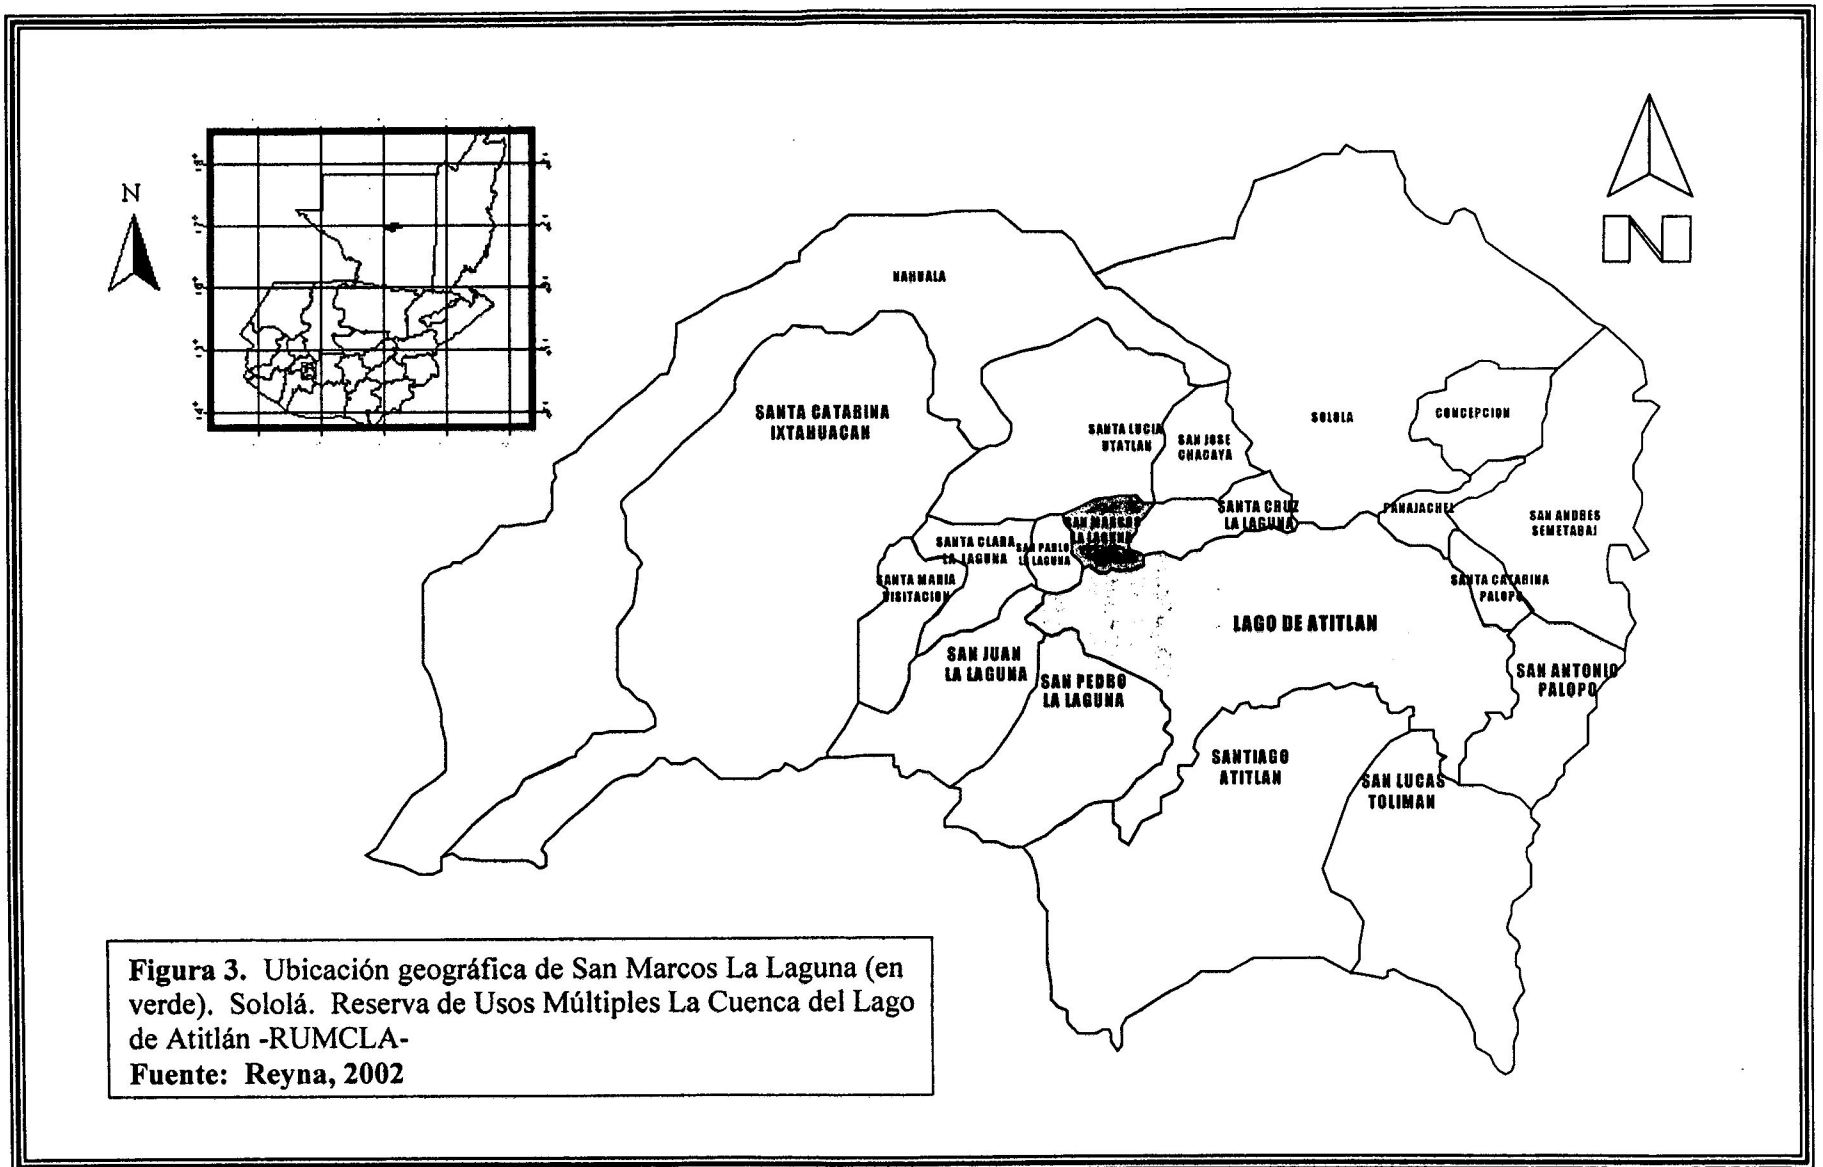 N
N
NAHUALA
SANTA CATARINA
IXTAHUACAN
SANTA LUCIA
UTATLAN
SAN JOSE
CHACAYA
SOLOLA
CONCEPCION
SANTA CRUZ
LA LAGUNA
PANAJACHEL
SAN ANDRES
SEMETABAJ
SAN MARCOS
LA LAGUNA
SANTA CLARA
LA LAGUNA
SAN PABLO
LA LAGUNA
SANTA MARIA
VISITACION
SANTA CATARINA
PALOPO
LAGO DE ATITLAN
SAN JUAN
LA LAGUNA
SAN PEDRO
LA LAGUNA
SAN ANTONIO
PALOPO
SANTIAGO
ATITLAN
SAN LUCAS
TOLIMAN
Figura 3. Ubicación geográfica de San Marcos La Laguna (en
verde). Sololá. Reserva de Usos Múltiples La Cuenca del Lago
de Atitlán -RUMCLA-
Fuente: Reyna, 2002